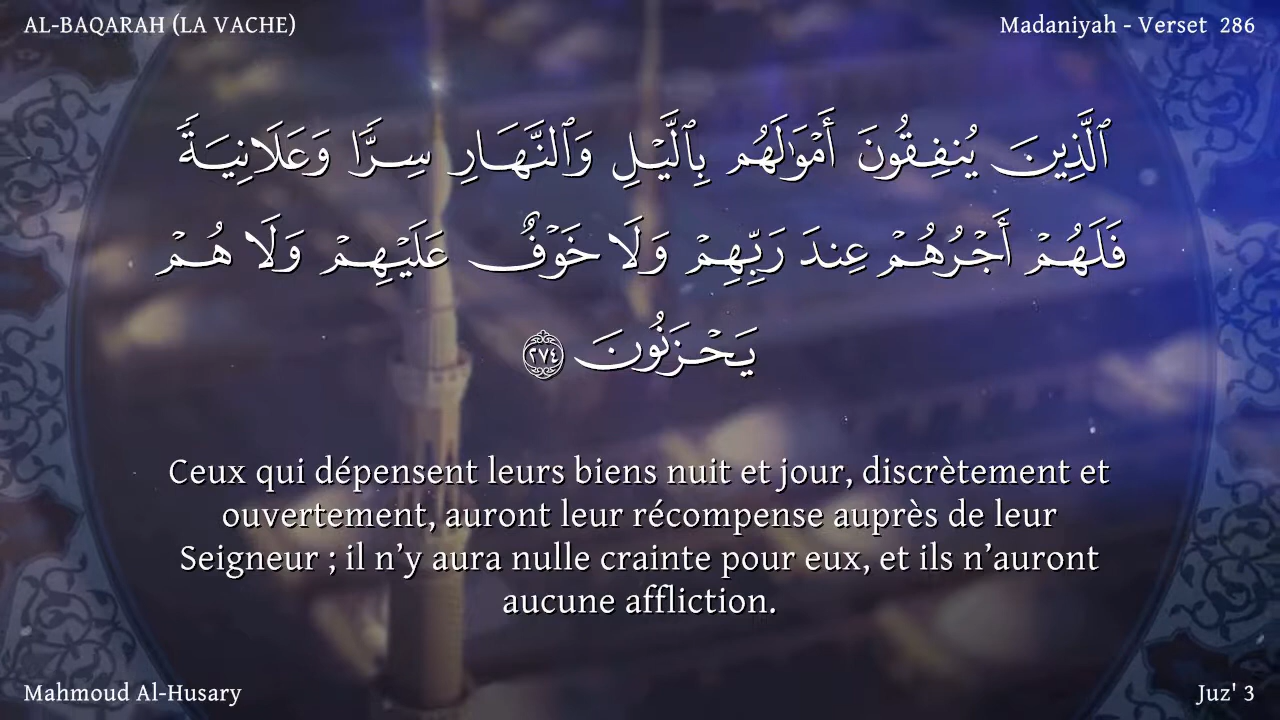 AL-BAQARAH (LA VACHE)
Madaniyah - Verset 286
ٱلَّذِينَ يُنفِقُونَ أَمْوَٰلَهُم بِٱلَّيْلِ وَٱلنَّهَارِ سِرًّا وَعَلَانِيَةً
فَلَهُمْ أَجْرُهُمْ عِندَ رَبِّهِمْ وَلَا خَوْفٌ عَلَيْهِمْ وَلَا هُمْ
يَحْزَنُونَ ٢٧٤
Ceux qui dépensent leurs biens nuit et jour, discrètement et
ouvertement, auront leur récompense auprès de leur
Seigneur ; il n’y aura nulle crainte pour eux, et ils n’auront
aucune affliction.
Mahmoud Al-Husary
Juz' 3